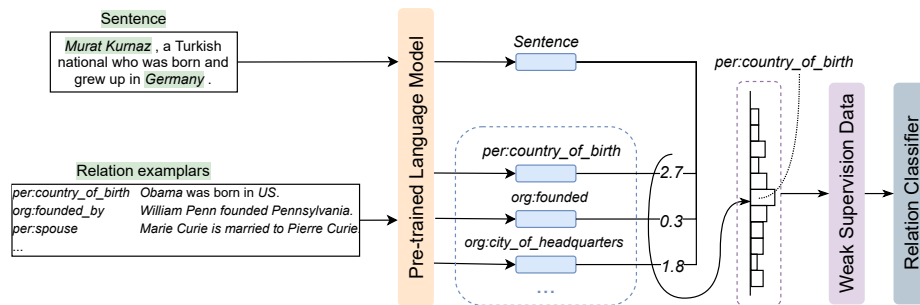 Sentence
Murat Kurnaz , a Turkish
national who was born and
grew up in Germany .
Relation examplars
per:country_of_birth Obama was born in US.
org:founded_by William Penn founded Pennsylvania.
per:spouse Marie Curie is married to Pierre Curie.
...
Pre-trained Language Model
Sentence
per:country_of_birth
org:founded
org:city_of_headquarters
...
2.7
0.3
1.8
per:country_of_birth
Weak Supervision Data
Relation Classifier